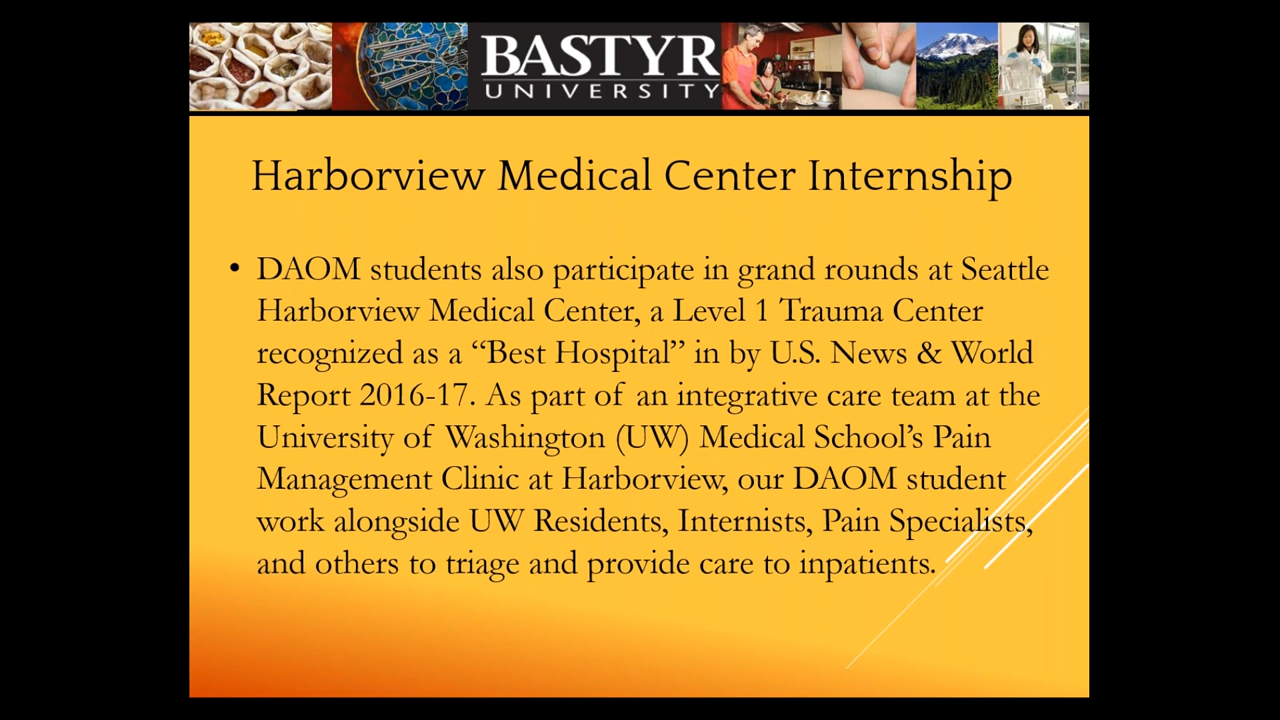 BASTYR
UNIVERSITY
Harborview Medical Center Internship
• DAOM students also participate in grand rounds at Seattle
Harborview Medical Center, a Level 1 Trauma Center
recognized as a “Best Hospital” in by U.S. News & World
Report 2016-17. As part of an integrative care team at the
University of Washington (UW) Medical School’s Pain
Management Clinic at Harborview, our DAOM student
work alongside UW Residents, Internists, Pain Specialists,
and others to triage and provide care to inpatients.